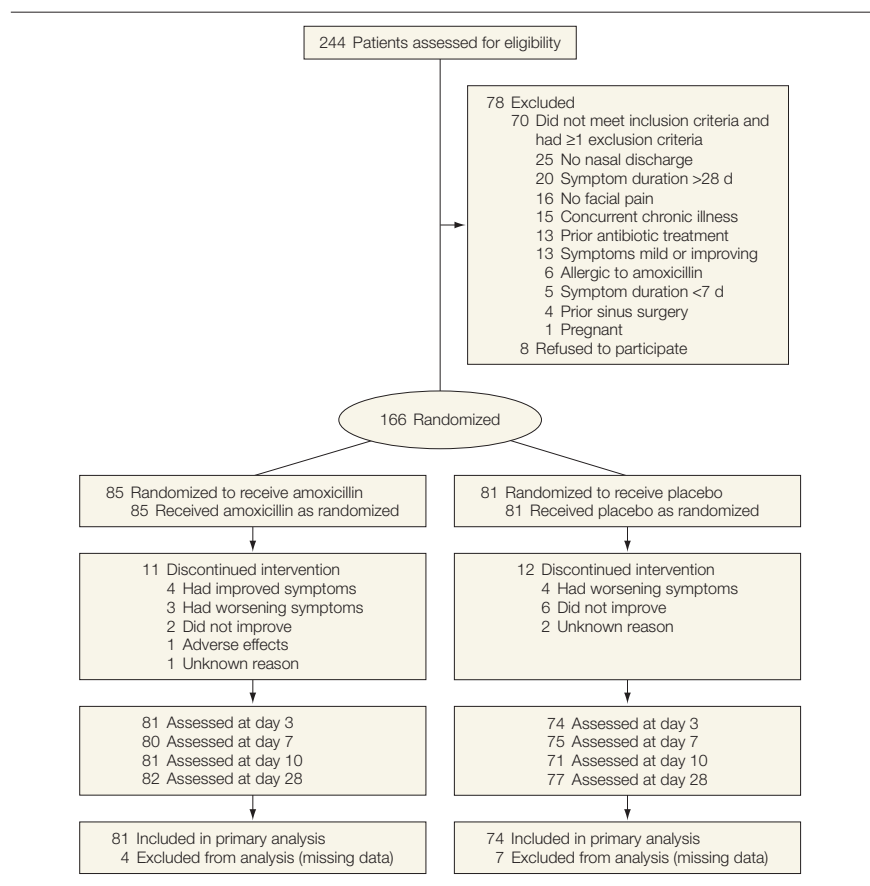 244 Patients assessed for eligibility
78 Excluded
70 Did not meet inclusion criteria and
had ≥1 exclusion criteria
25 No nasal discharge
20 Symptom duration >28 d
16 No facial pain
15 Concurrent chronic illness
13 Prior antibiotic treatment
13 Symptoms mild or improving
6 Allergic to amoxicillin
5 Symptom duration <7 d
4 Prior sinus surgery
1 Pregnant
8 Refused to participate
166 Randomized
85 Randomized to receive amoxicillin
85 Received amoxicillin as randomized
81 Randomized to receive placebo
81 Received placebo as randomized
11 Discontinued intervention
4 Had improved symptoms
3 Had worsening symptoms
2 Did not improve
1 Adverse effects
1 Unknown reason
12 Discontinued intervention
4 Had worsening symptoms
6 Did not improve
2 Unknown reason
81 Assessed at day 3
80 Assessed at day 7
81 Assessed at day 10
82 Assessed at day 28
74 Assessed at day 3
75 Assessed at day 7
71 Assessed at day 10
77 Assessed at day 28
81 Included in primary analysis
4 Excluded from analysis (missing data)
74 Included in primary analysis
7 Excluded from analysis (missing data)